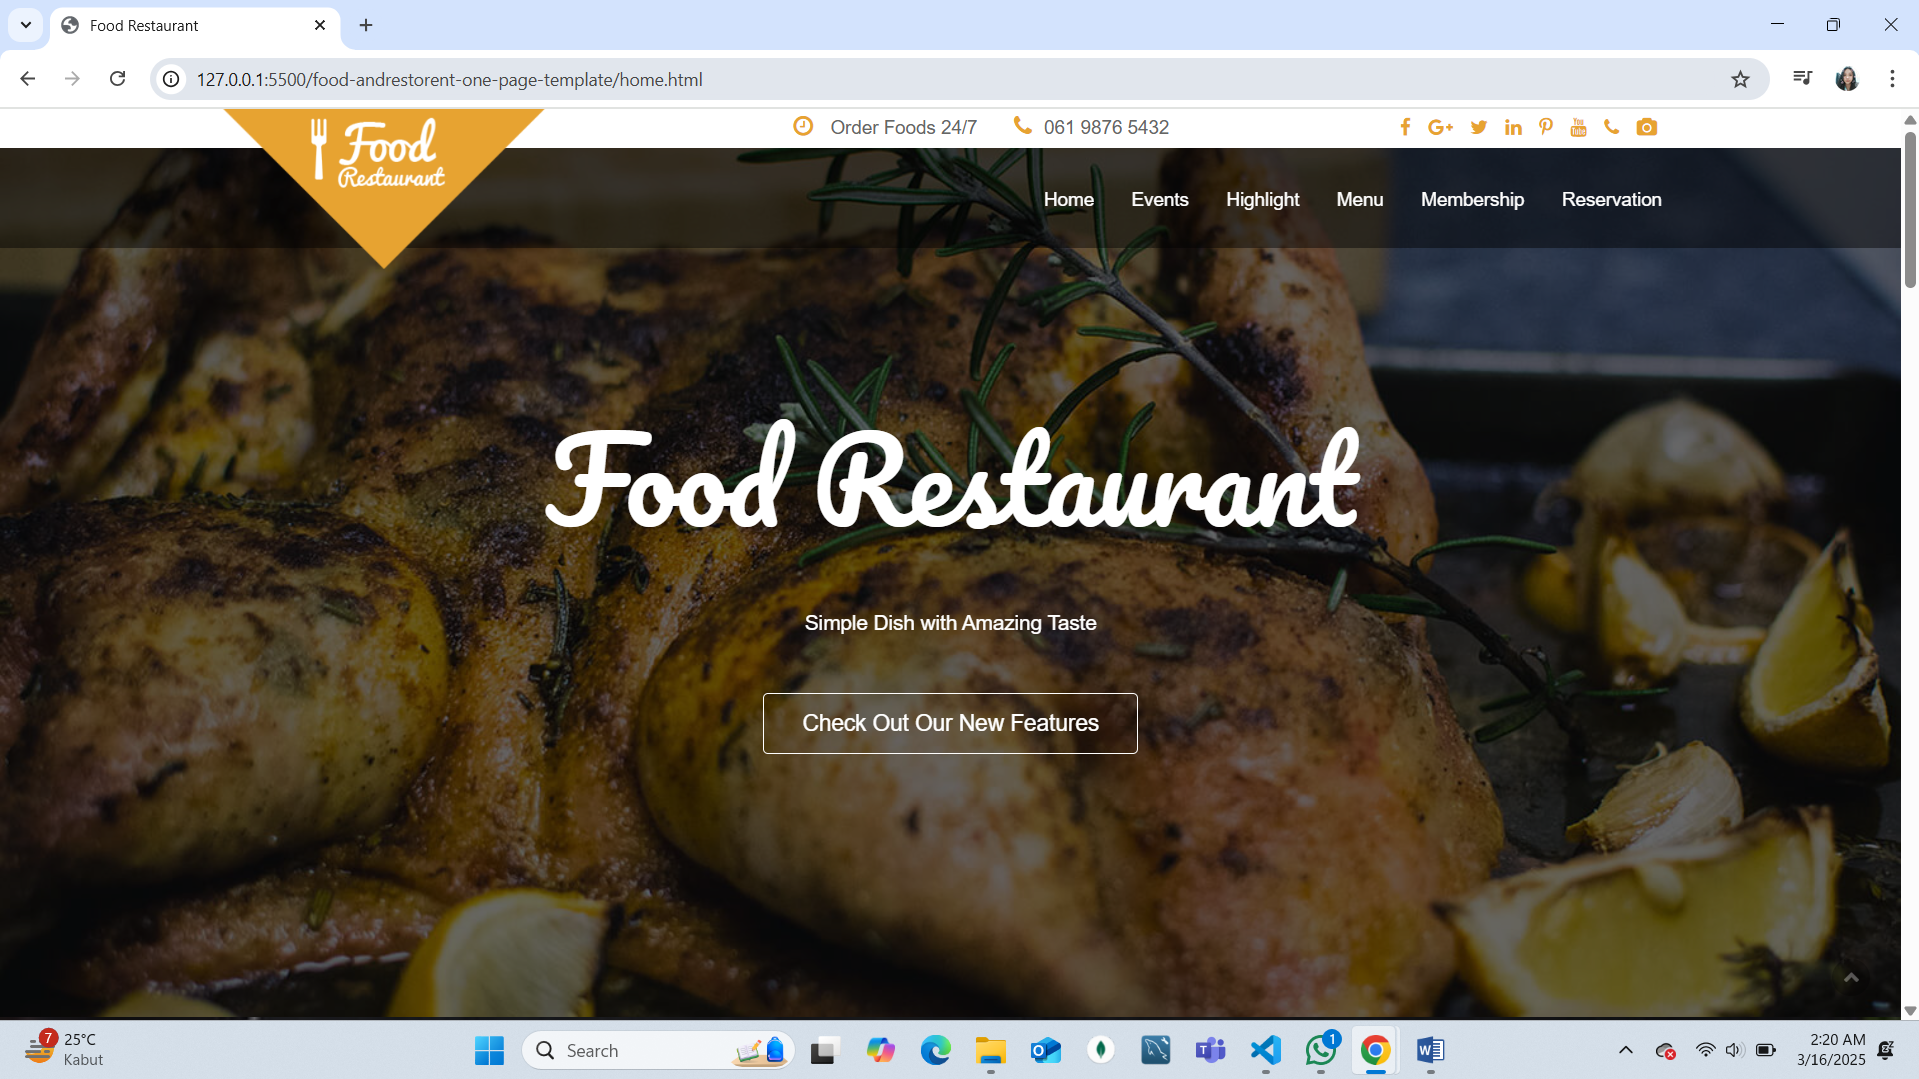 Food Restaurant
127.0.0.1:5500/food-andrestorent-one-page-template/home.html
Food
Restaurant
Order Foods 24/7
061 9876 5432
You
Tube
Home
Events
Highlight
Menu
Membership
Reservation
Food Restaurant
Simple Dish with Amazing Taste
Check Out Our New Features
7
25°C
Kabut
Search
1
2:20 AM
3/16/2025